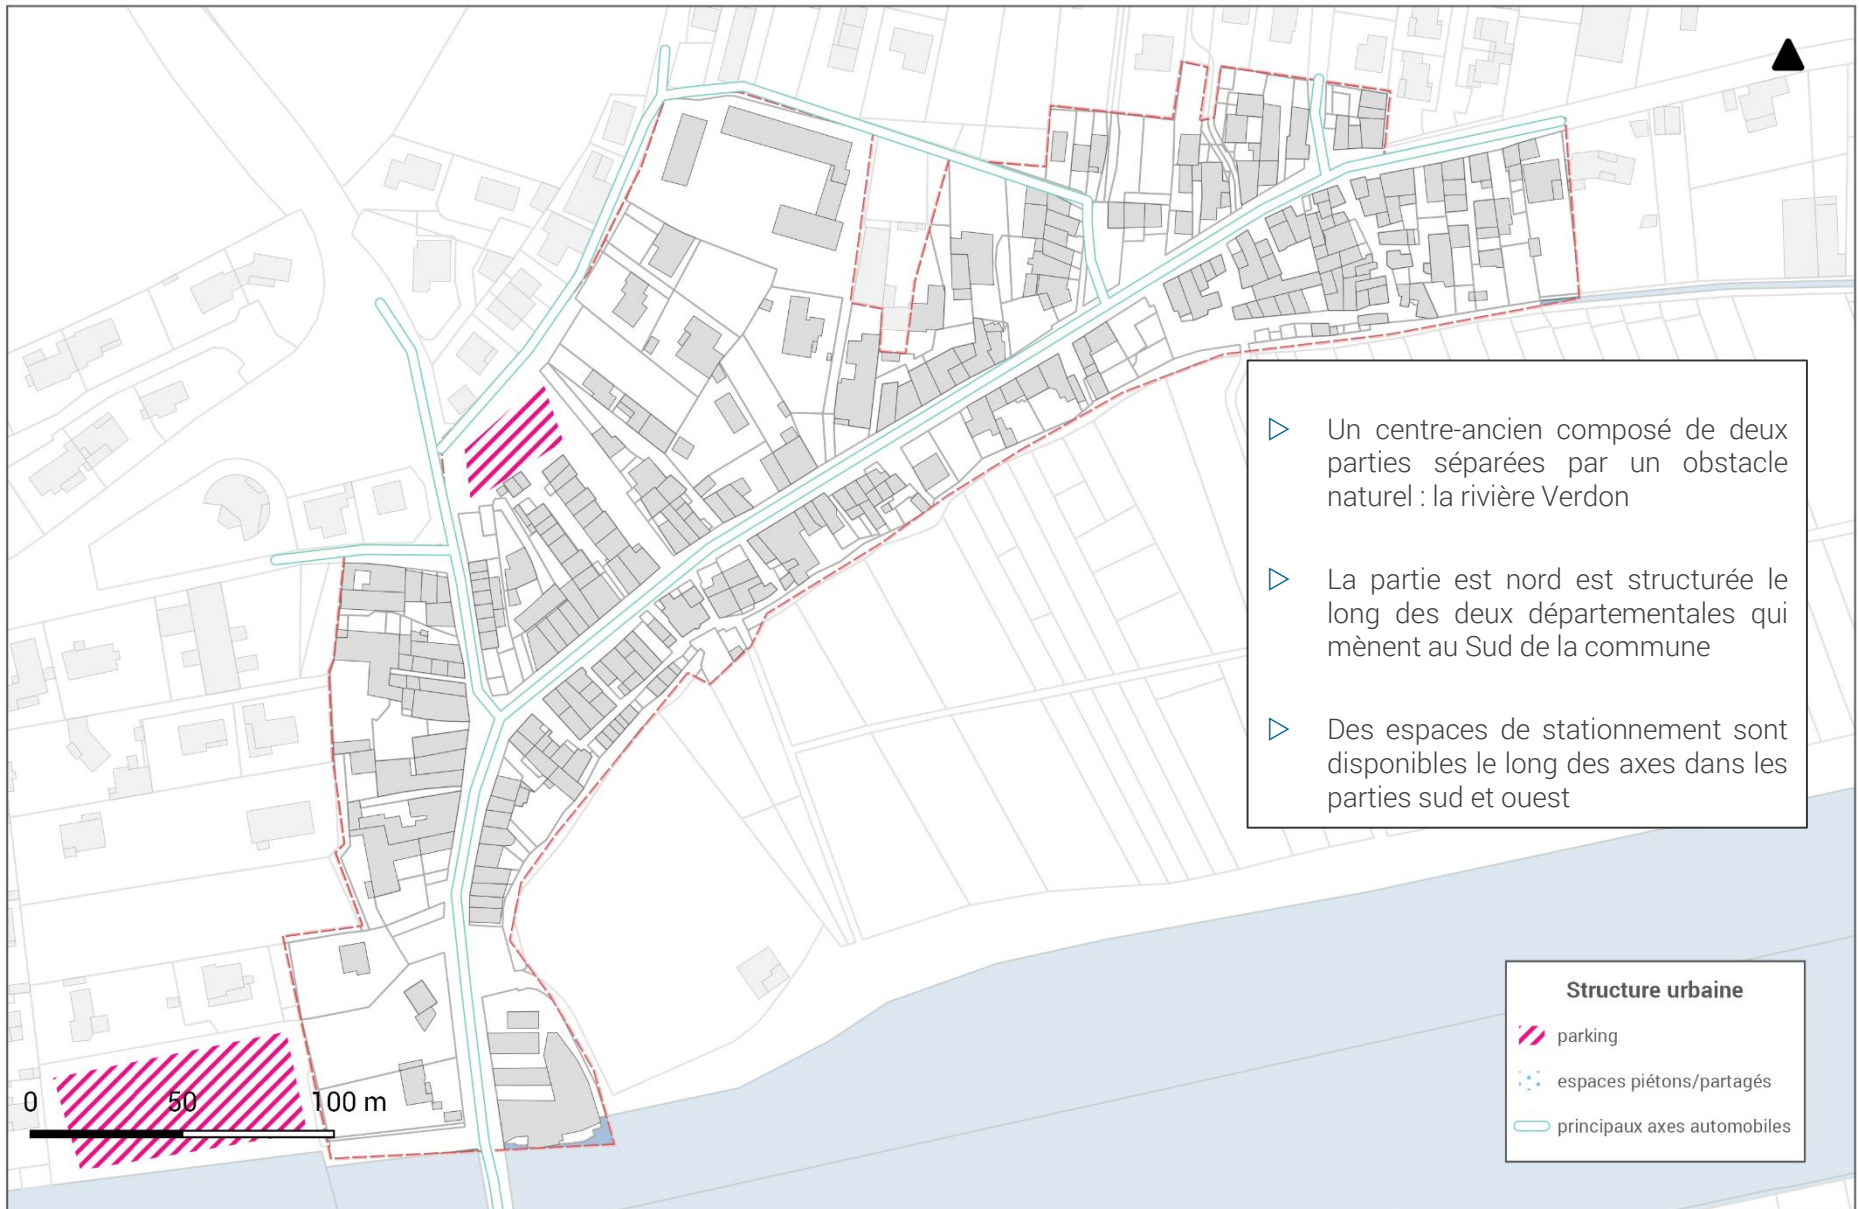 Un centre-ancien composé de deux
parties séparées par un obstacle
naturel : la rivière Verdon
La partie est nord est structurée le
long des deux départementales qui
mènent au Sud de la commune
Des espaces de stationnement sont
disponibles le long des axes dans les
parties sud et ouest
Structure urbaine
parking
espaces piétons/partagés
principaux axes automobiles
0 50 100 m